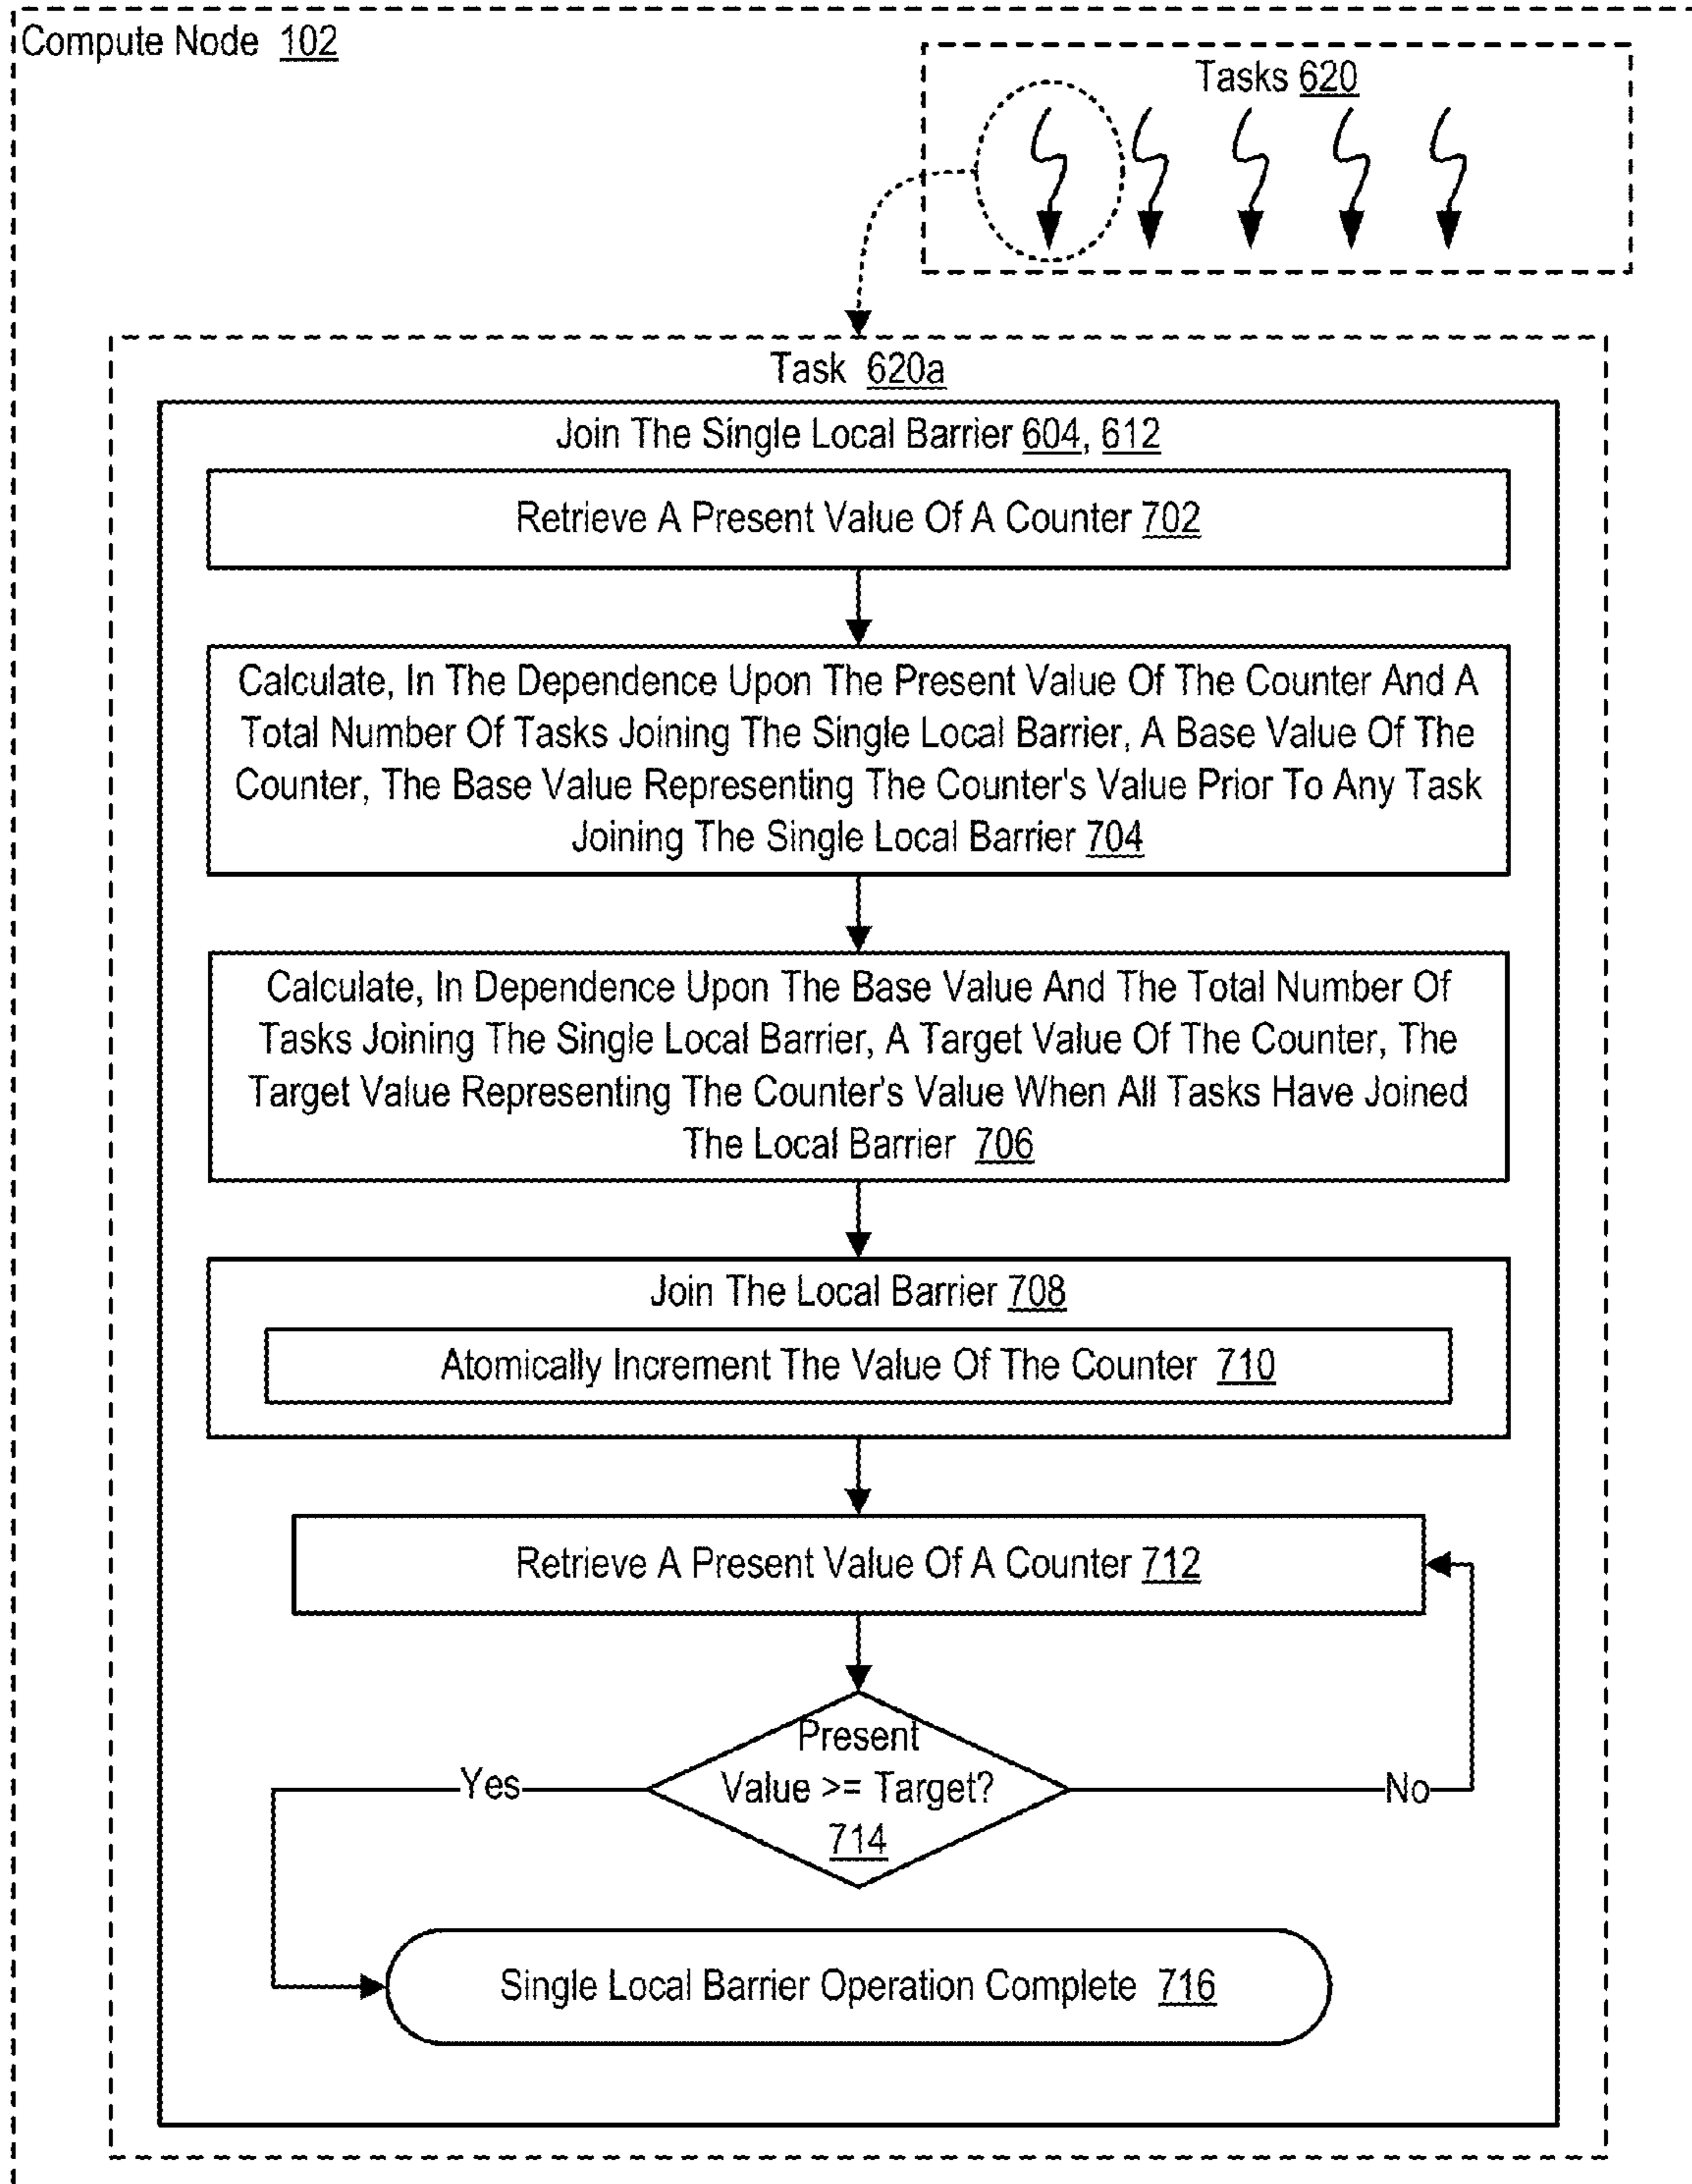 Compute Node 102
Tasks 620
Task 620a
Join The Single Local Barrier 604, 612
Retrieve A Present Value Of A Counter 702
Calculate, In The Dependence Upon The Present Value Of The Counter And A
Total Number Of Tasks Joining The Single Local Barrier, A Base Value Of The
Counter, The Base Value Representing The Counter's Value Prior To Any Task
Joining The Single Local Barrier 704
Calculate, In Dependence Upon The Base Value And The Total Number Of
Tasks Joining The Single Local Barrier, A Target Value Of The Counter, The
Target Value Representing The Counter's Value When All Tasks Have Joined
The Local Barrier 706
Join The Local Barrier 708
Atomically Increment The Value Of The Counter 710
Retrieve A Present Value Of A Counter 712
Present
Value >= Target?
714
Yes
No
Single Local Barrier Operation Complete 716